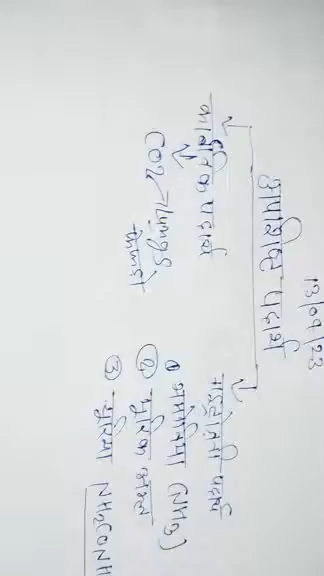 13/09/23
अपशिष्ट पदार्थ
कार्बनिक पदार्थ
CO2 → Lungs
फेफड़ो
नाइट्रोजनी पदार्थ
① अमोनिया (NH3)
② यूरिक अम्ल
③ यूरिया NH2CONH